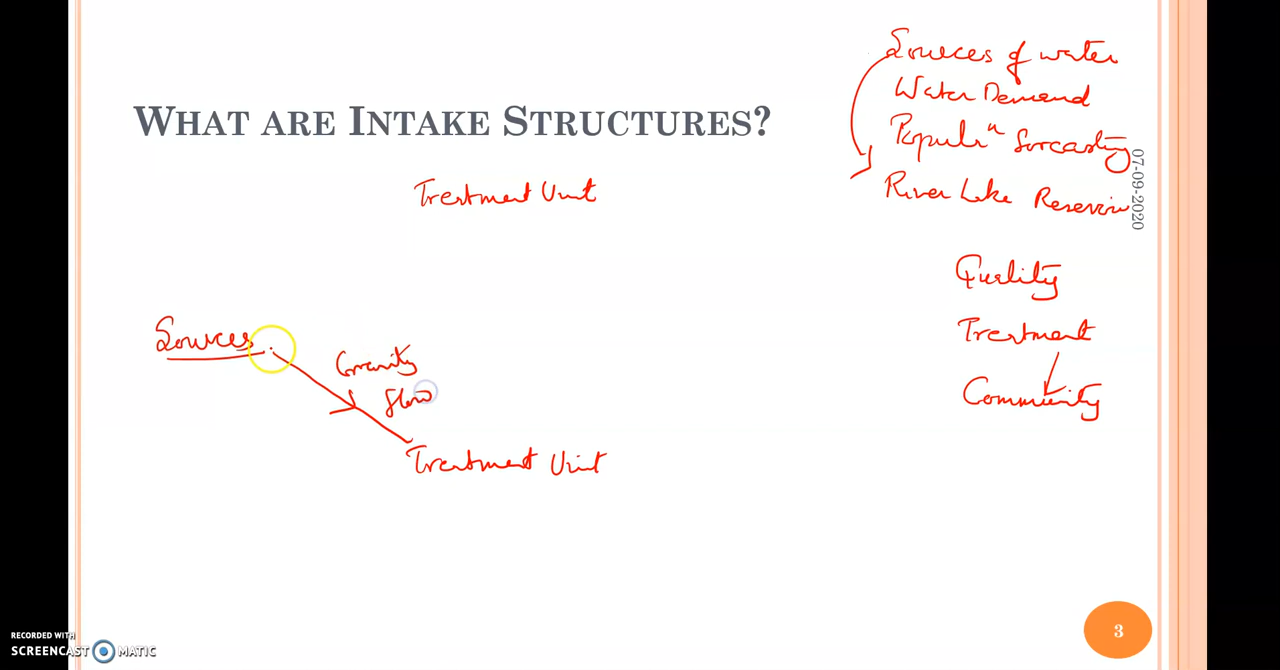 WHAT ARE INTAKE STRUCTURES?
Treatment Unit
Sources
Gravity
flow
Treatment Unit
Sources of water
Water Demand
Populⁿ forcasting
River Lake Reservoir
Quality
Treatment
Community
07-09-2020
3
RECORDED WITH
SCREENCAST MATIC